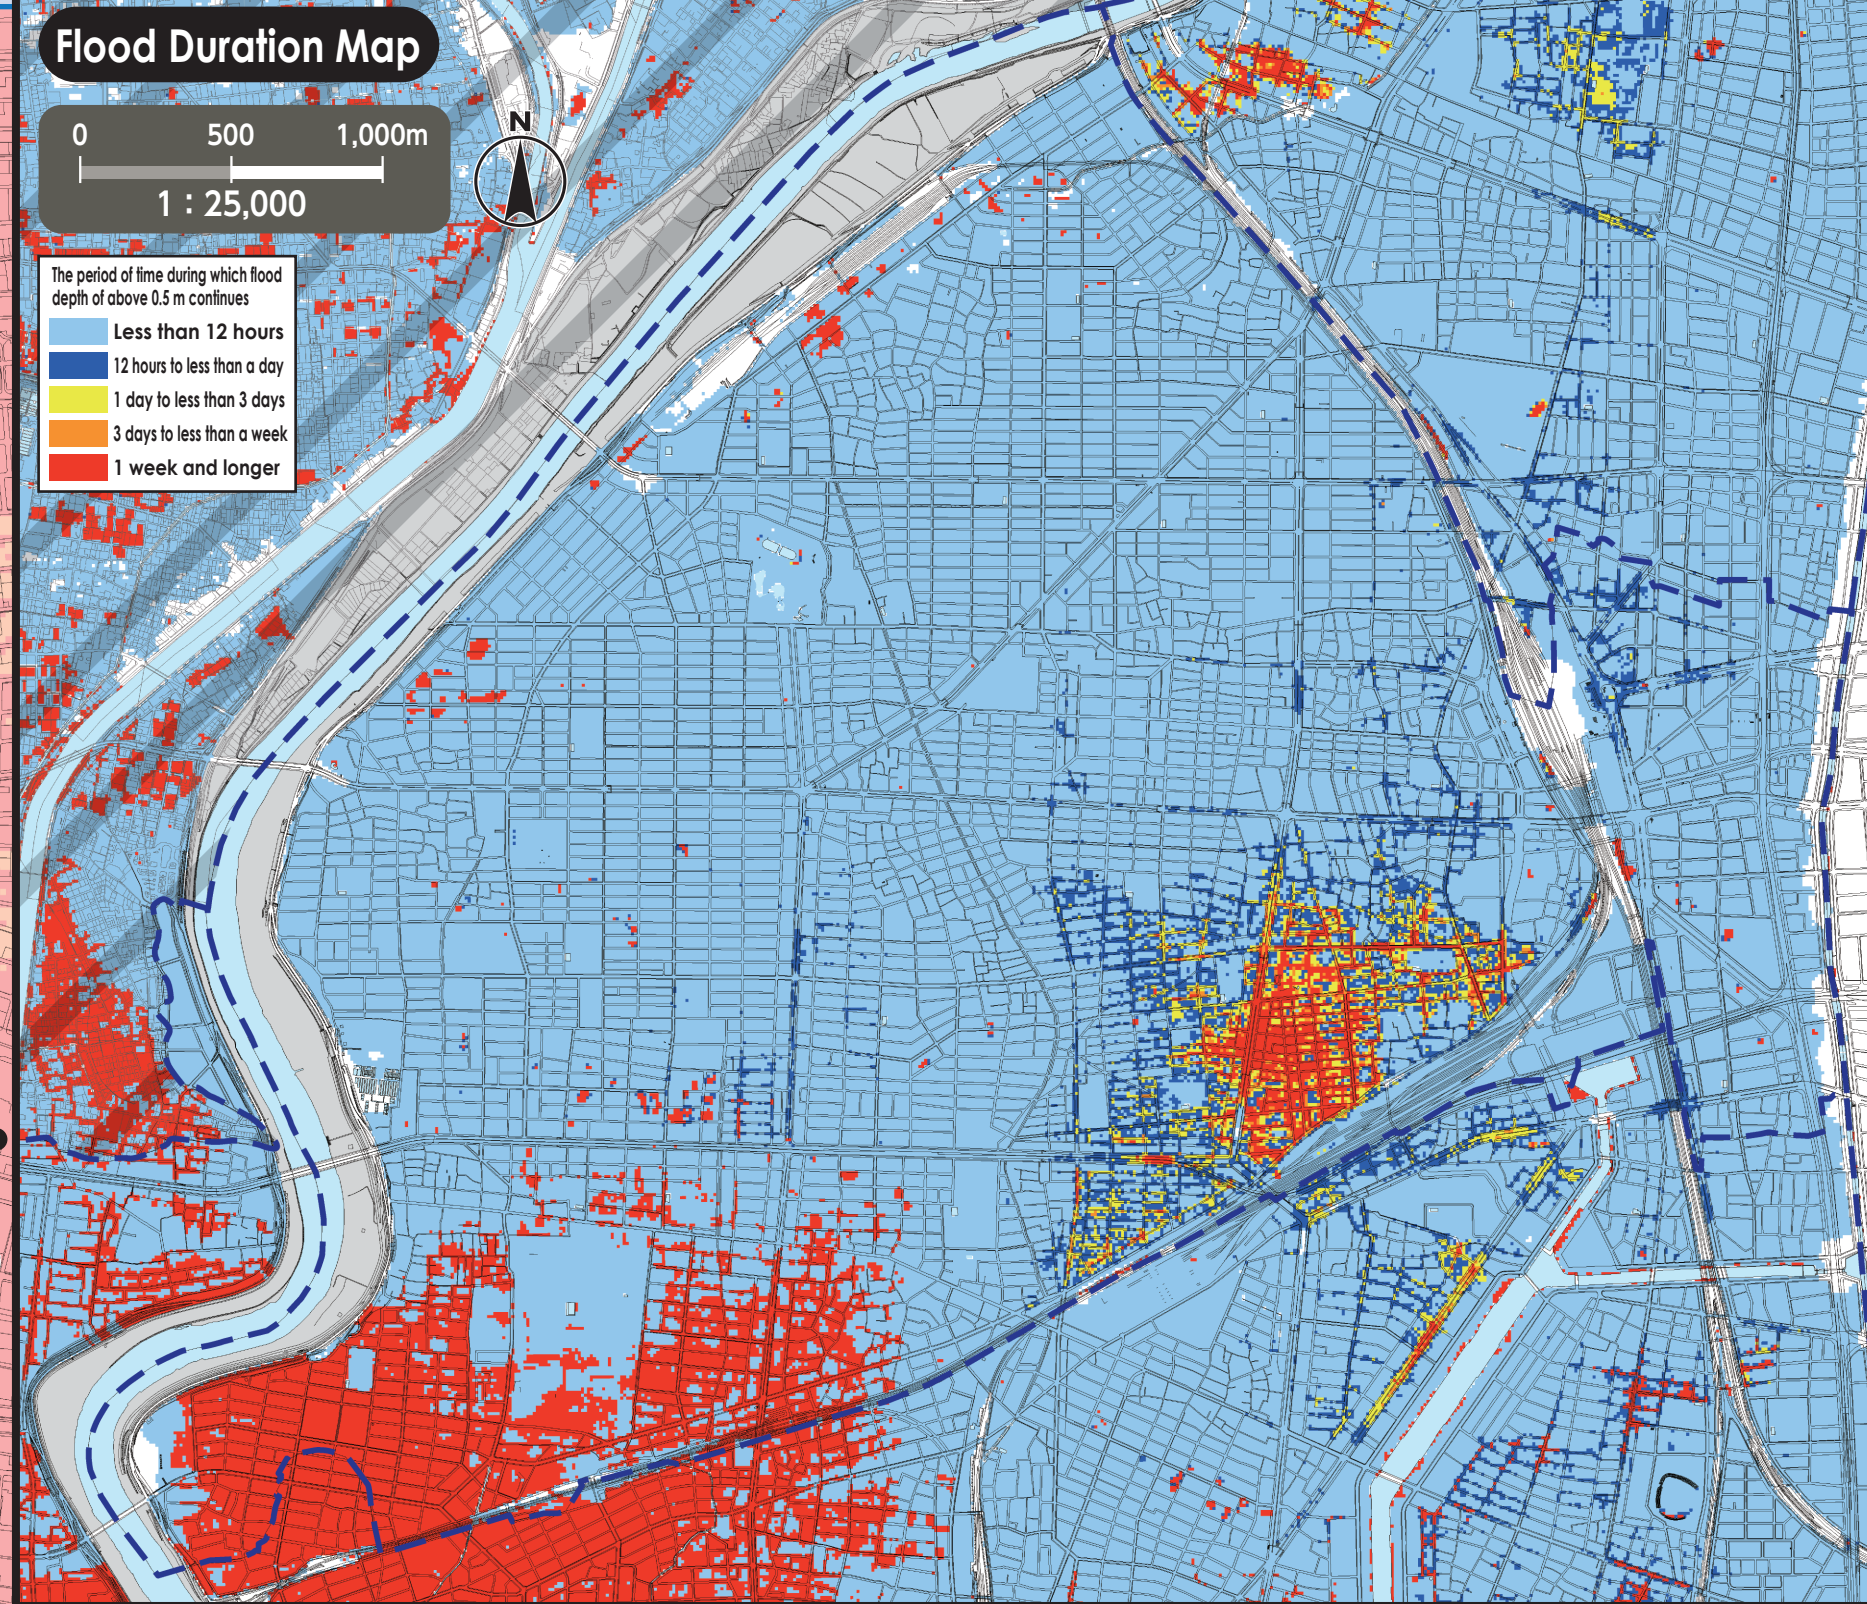 Flood Duration Map
0 500 1,000m
1 : 25,000
N
The period of time during which flood
depth of above 0.5 m continues
Less than 12 hours
12 hours to less than a day
1 day to less than 3 days
3 days to less than a week
1 week and longer